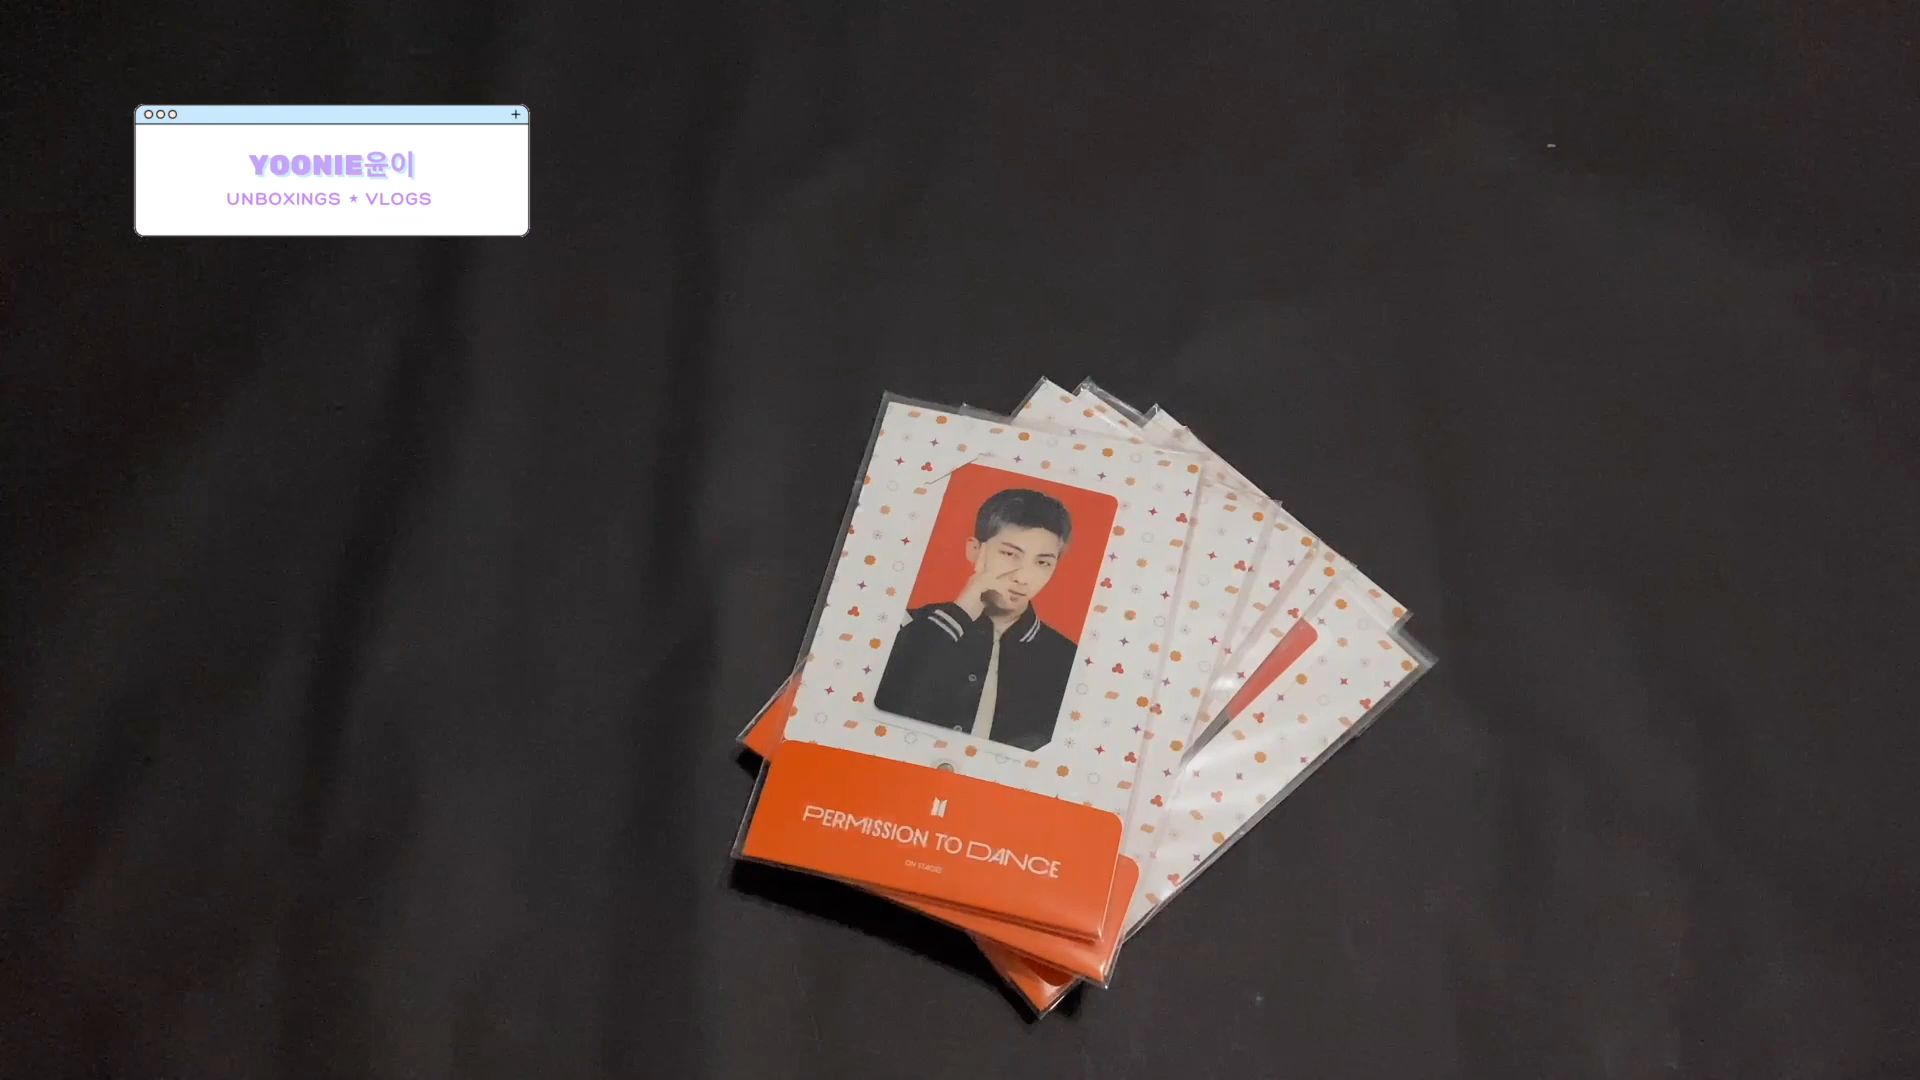 YOONIE윤이
UNBOXINGS ★ VLOGS
PERMISSION TO DANCE
ON STAGE